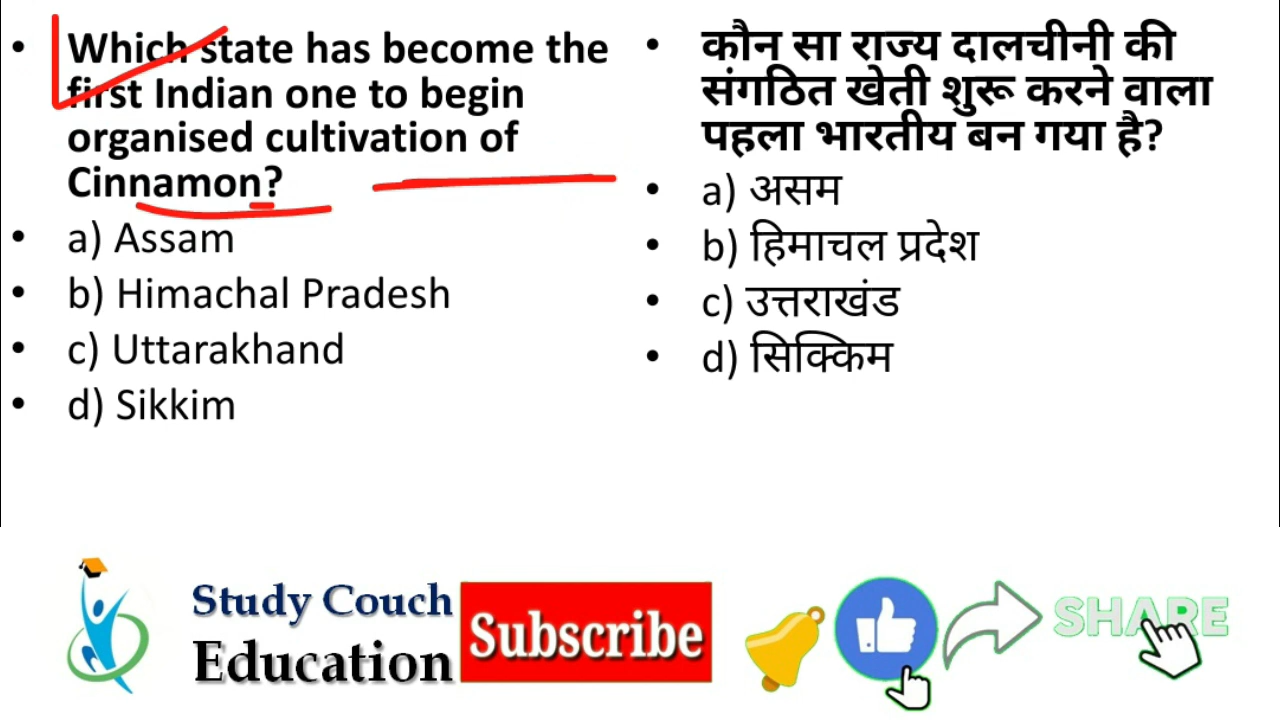 Which state has become the
first Indian one to begin
organised cultivation of
Cinnamon?
a) Assam
b) Himachal Pradesh
c) Uttarakhand
d) Sikkim
कौन सा राज्य दालचीनी की
संगठित खेती शुरू करने वाला
पहला भारतीय बन गया है?
a) असम
b) हिमाचल प्रदेश
c) उत्तराखंड
d) सिक्किम
Study Couch
Education
Subscribe
SHARE